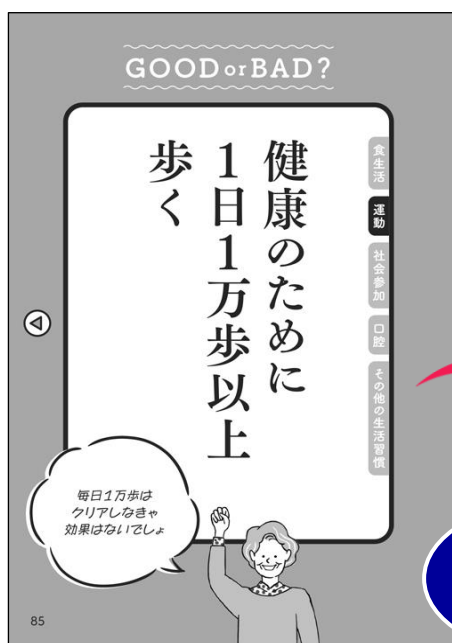 GOOD or BAD?
健康のために
1日1万歩以上
歩く
食生活
運動
社会参加
口腔
その他の生活習慣
毎日1万歩は
クリアしなきゃ
効果はないでしょ
85